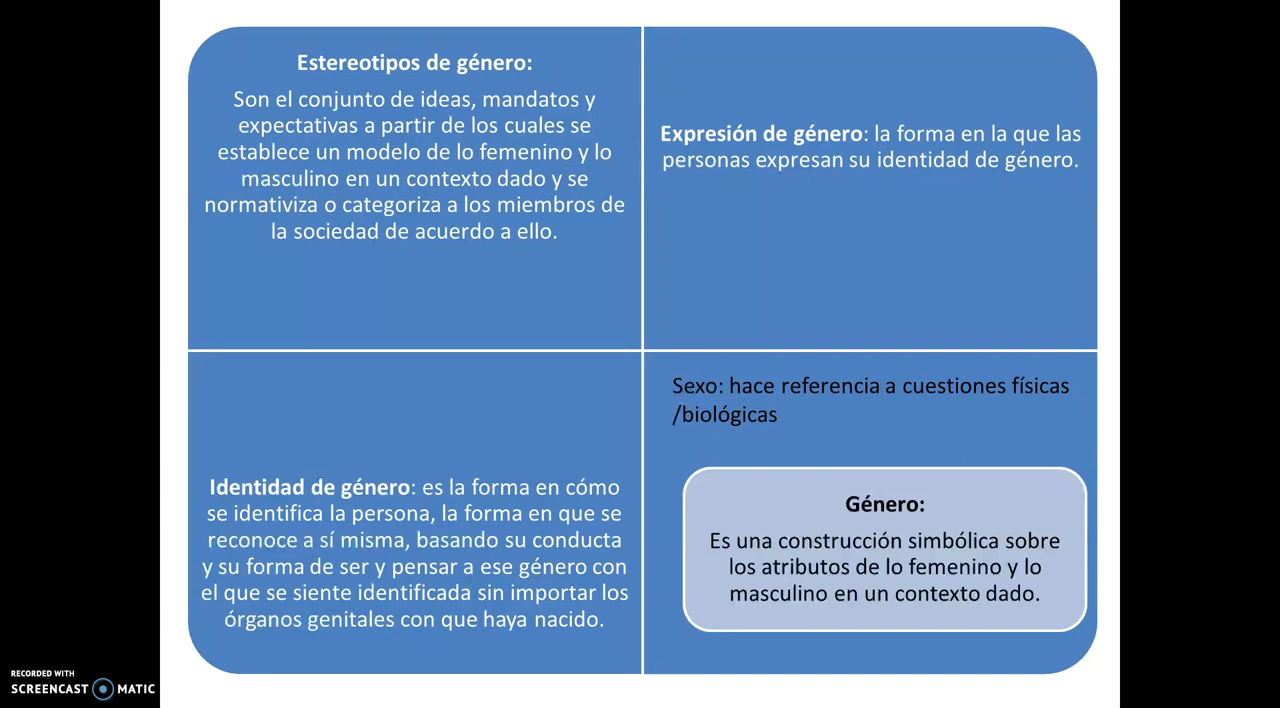 Estereotipos de género:
Son el conjunto de ideas, mandatos y
expectativas a partir de los cuales se
establece un modelo de lo femenino y lo
masculino en un contexto dado y se
normativiza o categoriza a los miembros de
la sociedad de acuerdo a ello.
Expresión de género: la forma en la que las
personas expresan su identidad de género.
Identidad de género: es la forma en cómo
se identifica la persona, la forma en que se
reconoce a sí misma, basando su conducta
y su forma de ser y pensar a ese género con
el que se siente identificada sin importar los
órganos genitales con que haya nacido.
Sexo: hace referencia a cuestiones físicas
/biológicas
Género:
Es una construcción simbólica sobre
los atributos de lo femenino y lo
masculino en un contexto dado.
RECORDED WITH
SCREENCAST MATIC